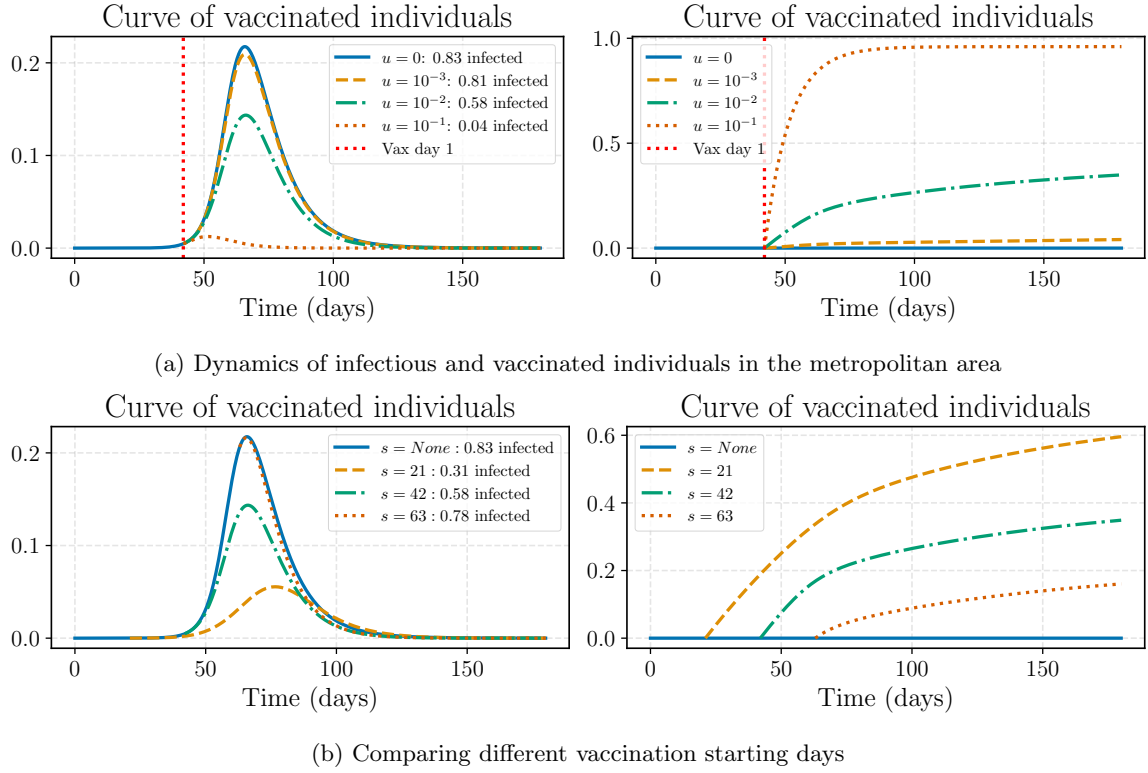 Curve of vaccinated individuals
0.2
0.1
0.0
0
50
100
150
Time (days)
u = 0: 0.83 infected
u = 10⁻³: 0.81 infected
u = 10⁻²: 0.58 infected
u = 10⁻¹: 0.04 infected
Vax day 1
Curve of vaccinated individuals
1.0
0.5
0.0
0
50
100
150
Time (days)
u = 0
u = 10⁻³
u = 10⁻²
u = 10⁻¹
Vax day 1
(a) Dynamics of infectious and vaccinated individuals in the metropolitan area
Curve of vaccinated individuals
0.2
0.1
0.0
0
50
100
150
Time (days)
s = None : 0.83 infected
s = 21 : 0.31 infected
s = 42 : 0.58 infected
s = 63 : 0.78 infected
Curve of vaccinated individuals
0.6
0.4
0.2
0.0
0
50
100
150
Time (days)
s = None
s = 21
s = 42
s = 63
(b) Comparing different vaccination starting days